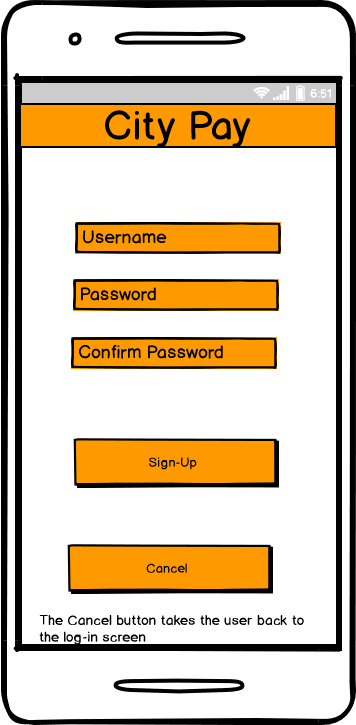 6:51
City Pay
Username
Password
Confirm Password
Sign-Up
Cancel
The Cancel button takes the user back to
the log-in screen